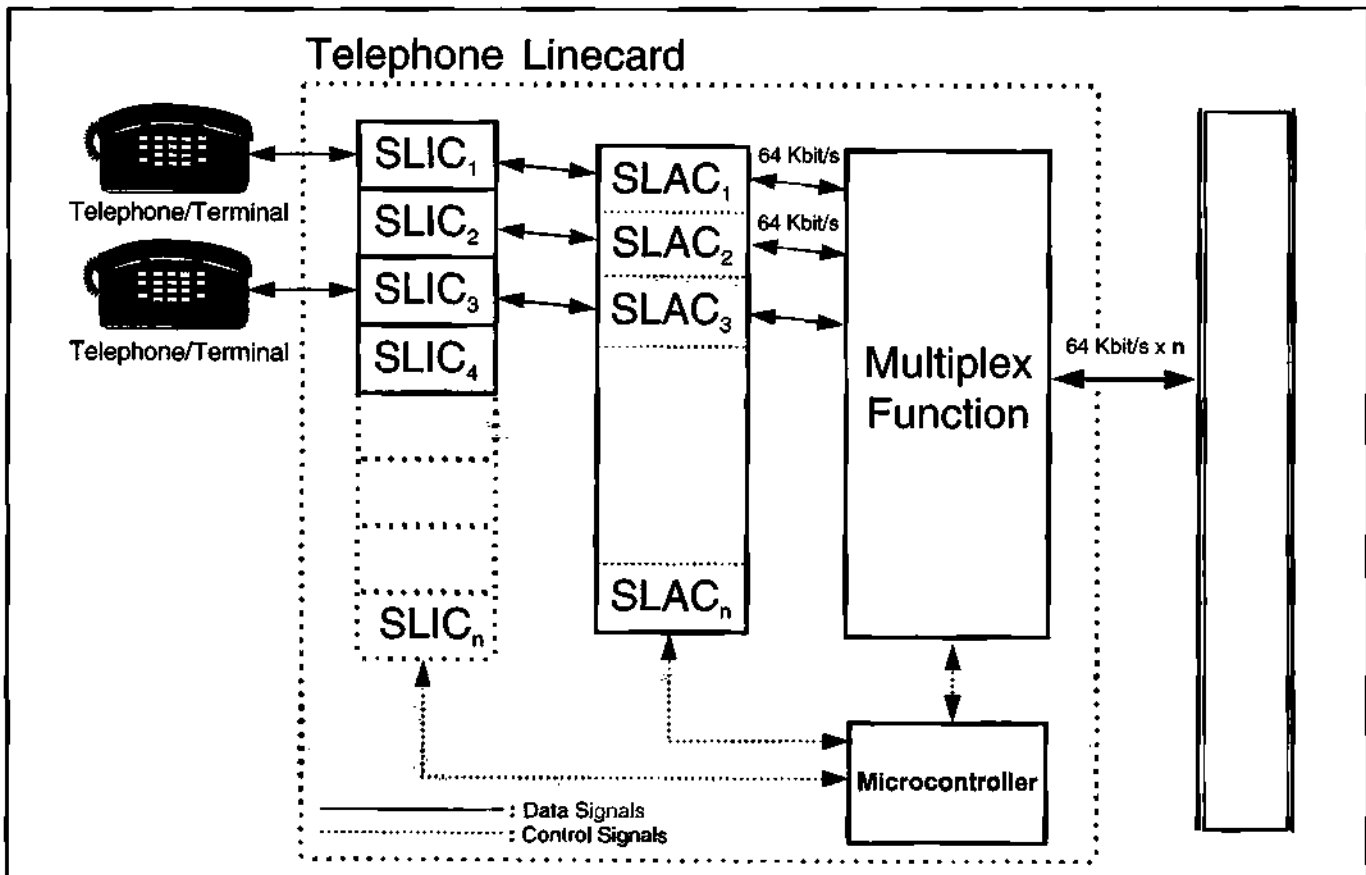 Telephone Linecard
Telephone/Terminal
Telephone/Terminal
SLIC₁
SLIC₂
SLIC₃
SLIC₄
SLICₙ
SLAC₁
SLAC₂
SLAC₃
SLACₙ
64 Kbit/s
64 Kbit/s
Multiplex
Function
64 Kbit/s x n
Microcontroller
: Data Signals
: Control Signals